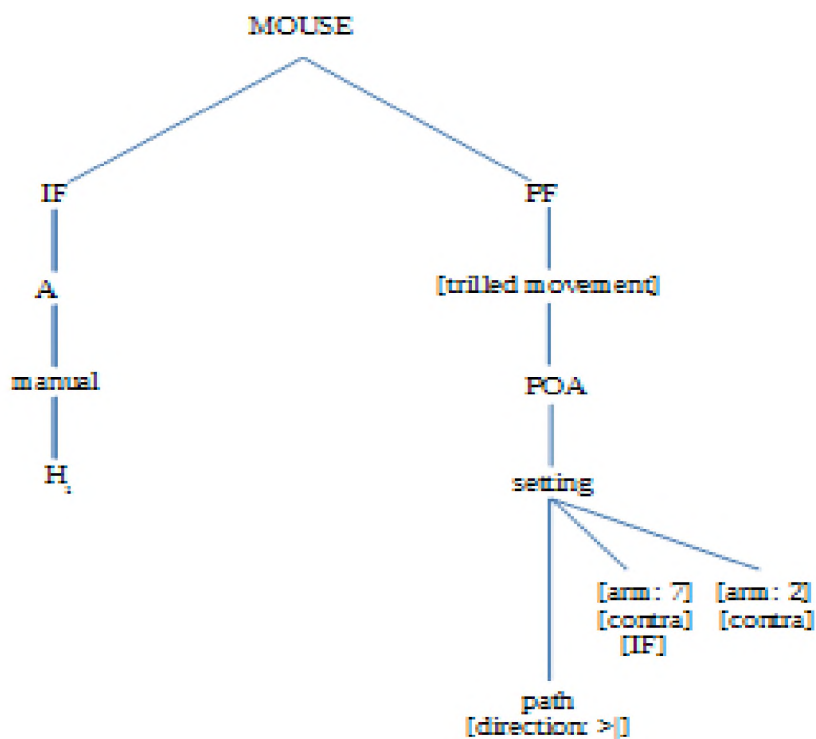 MOUSE
IF PF
A [trilled movement]
manual POA
H setting
[arm: 7] [arm: 2]
[contra] [contra]
[IF]
path
[direction: >|]